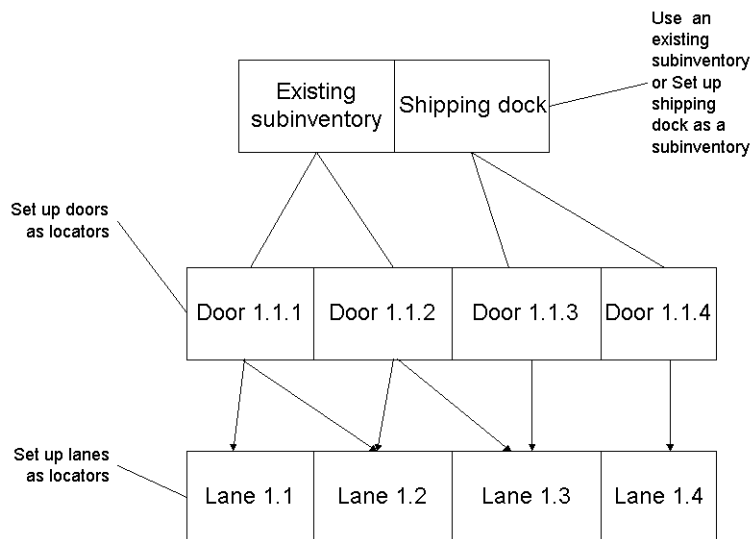 Use an
existing
subinventory
or Set up
shipping
dock as a
subinventory
Existing
subinventory
Shipping dock
Set up doors
as locators
Door 1.1.1
Door 1.1.2
Door 1.1.3
Door 1.1.4
Set up lanes
as locators
Lane 1.1
Lane 1.2
Lane 1.3
Lane 1.4